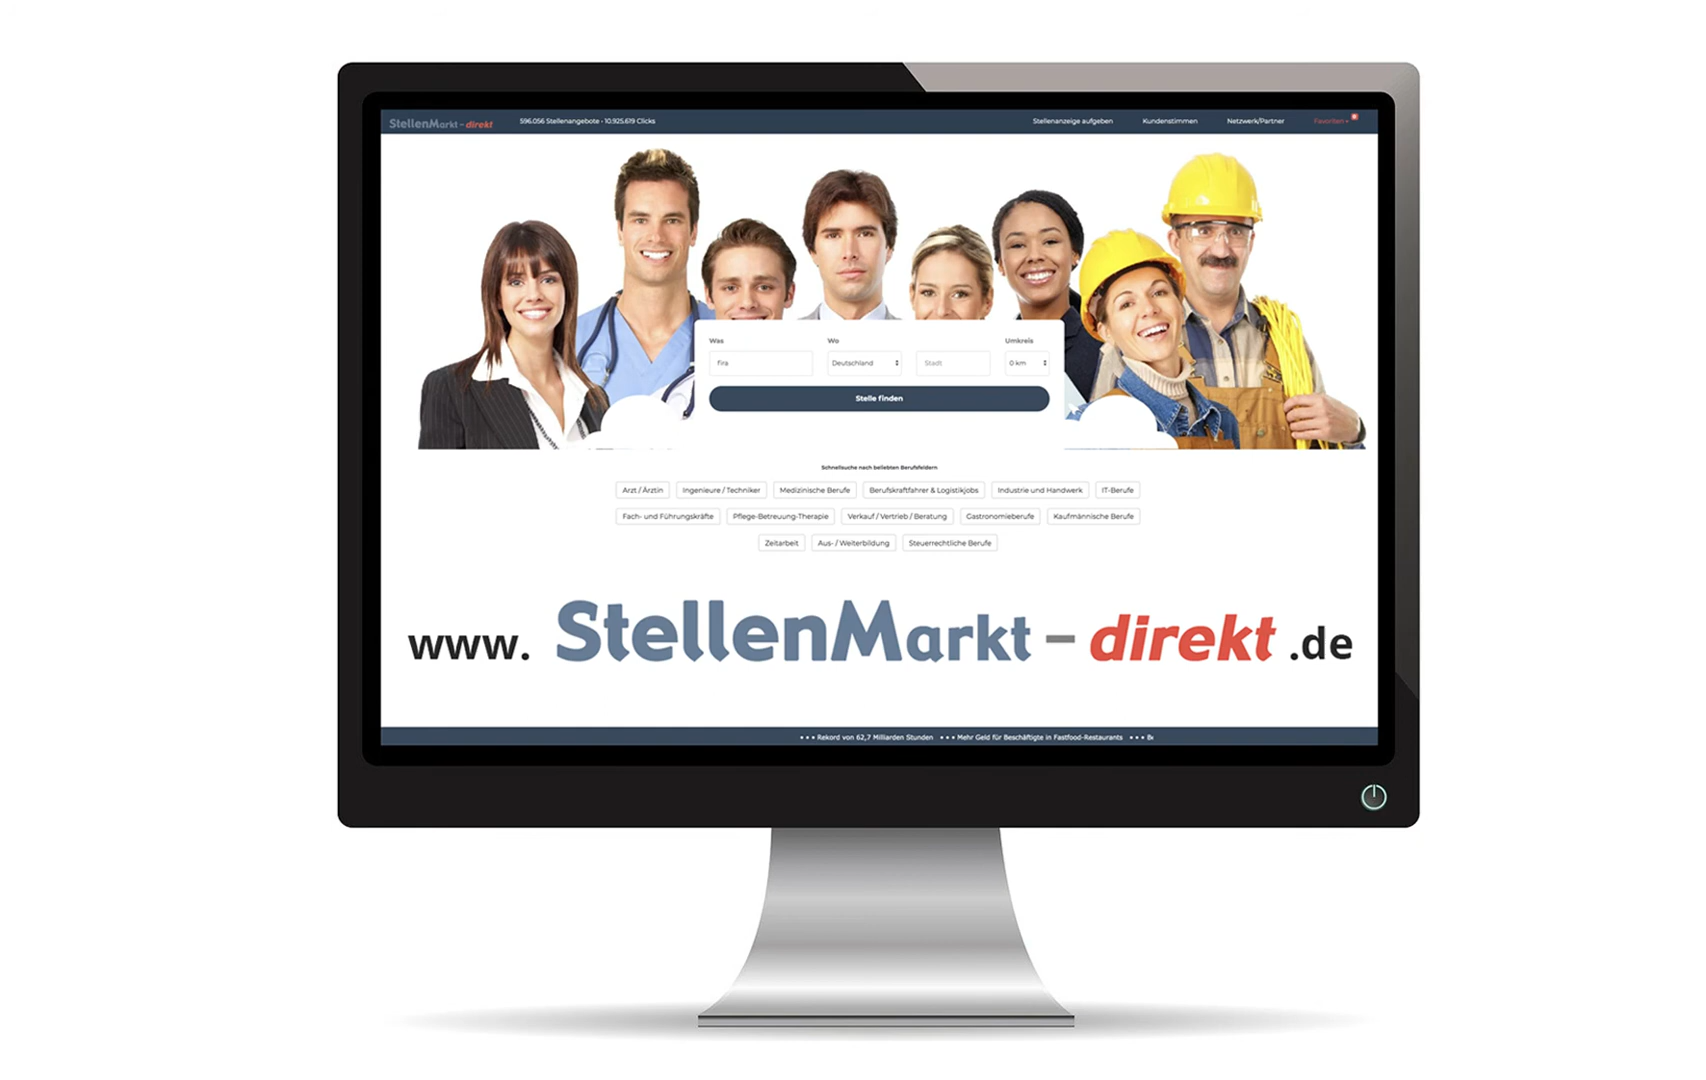 StellenMarkt - direkt 596.056 Stellenangebote - 10.925.619 Clicks Stellenanzeige aufgeben Kundenstimmen Netzwerk/Partner Favoriten
Was Wo Umkreis
fira Deutschland Stadt 0 km
Stelle finden
Schnellsuche nach beliebten Berufsfeldern
Arzt / Ärztin Ingenieure / Techniker Medizinische Berufe Berufskraftfahrer & Logistikjobs Industrie und Handwerk IT-Berufe
Fach- und Führungskräfte Pflege-Betreuung-Therapie Verkauf / Vertrieb / Beratung Gastronomieberufe Kaufmännische Berufe
Zeitarbeit Aus- / Weiterbildung Steuerrechtliche Berufe
www. StellenMarkt - direkt .de
• • • Rekord von 62,7 Milliarden Stunden • • • Mehr Geld für Beschäftigte in Fastfood-Restaurants • • •